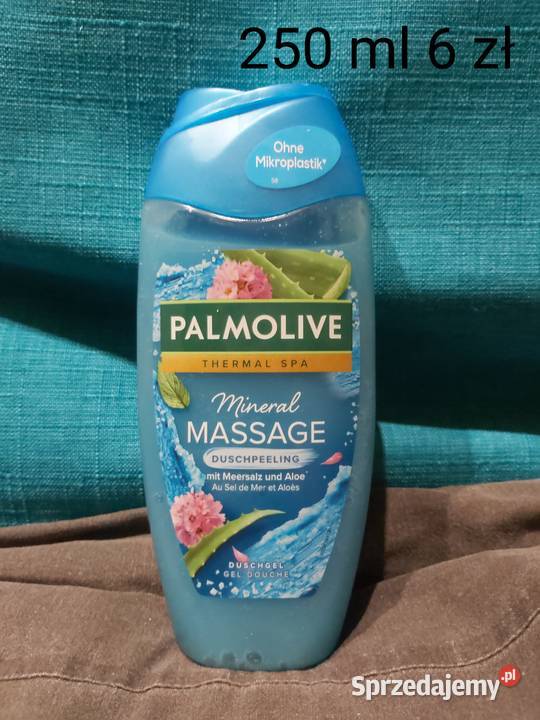 250 ml 6 zł
Ohne
Mikroplastik*
58
PALMOLIVE
THERMAL SPA
Mineral
MASSAGE
DUSCHPEELING
mit Meersalz und Aloe
Au Sel de Mer et Aloès
DUSCHGEL
GEL DOUCHE
Sprzedajemy.pl